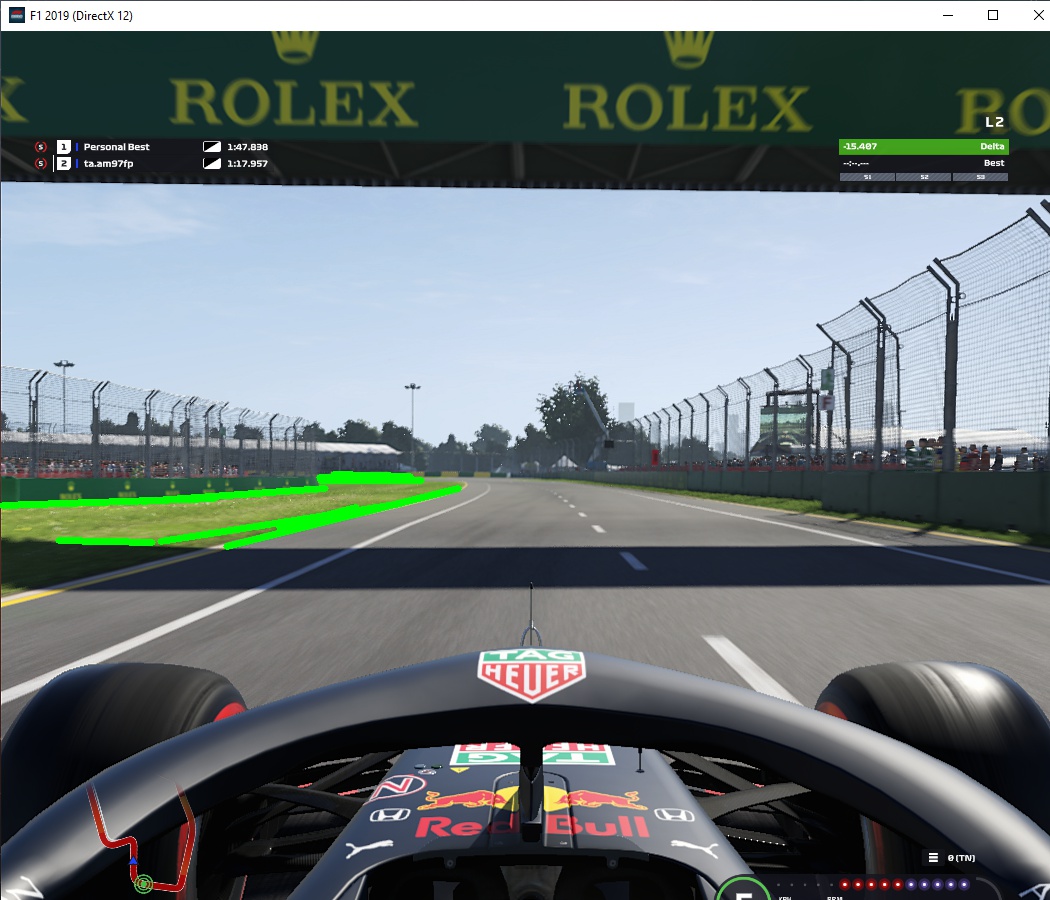 F1 2019 (DirectX 12)
ROLEX ROLEX
L2
S 1 Personal Best 1:47.838
S 2 ta.am97fp 1:17.957
-15.407 Delta
--:--.--- Best
S1 S2 S3
TAG
HEUER
Red Bull
0 (TN)